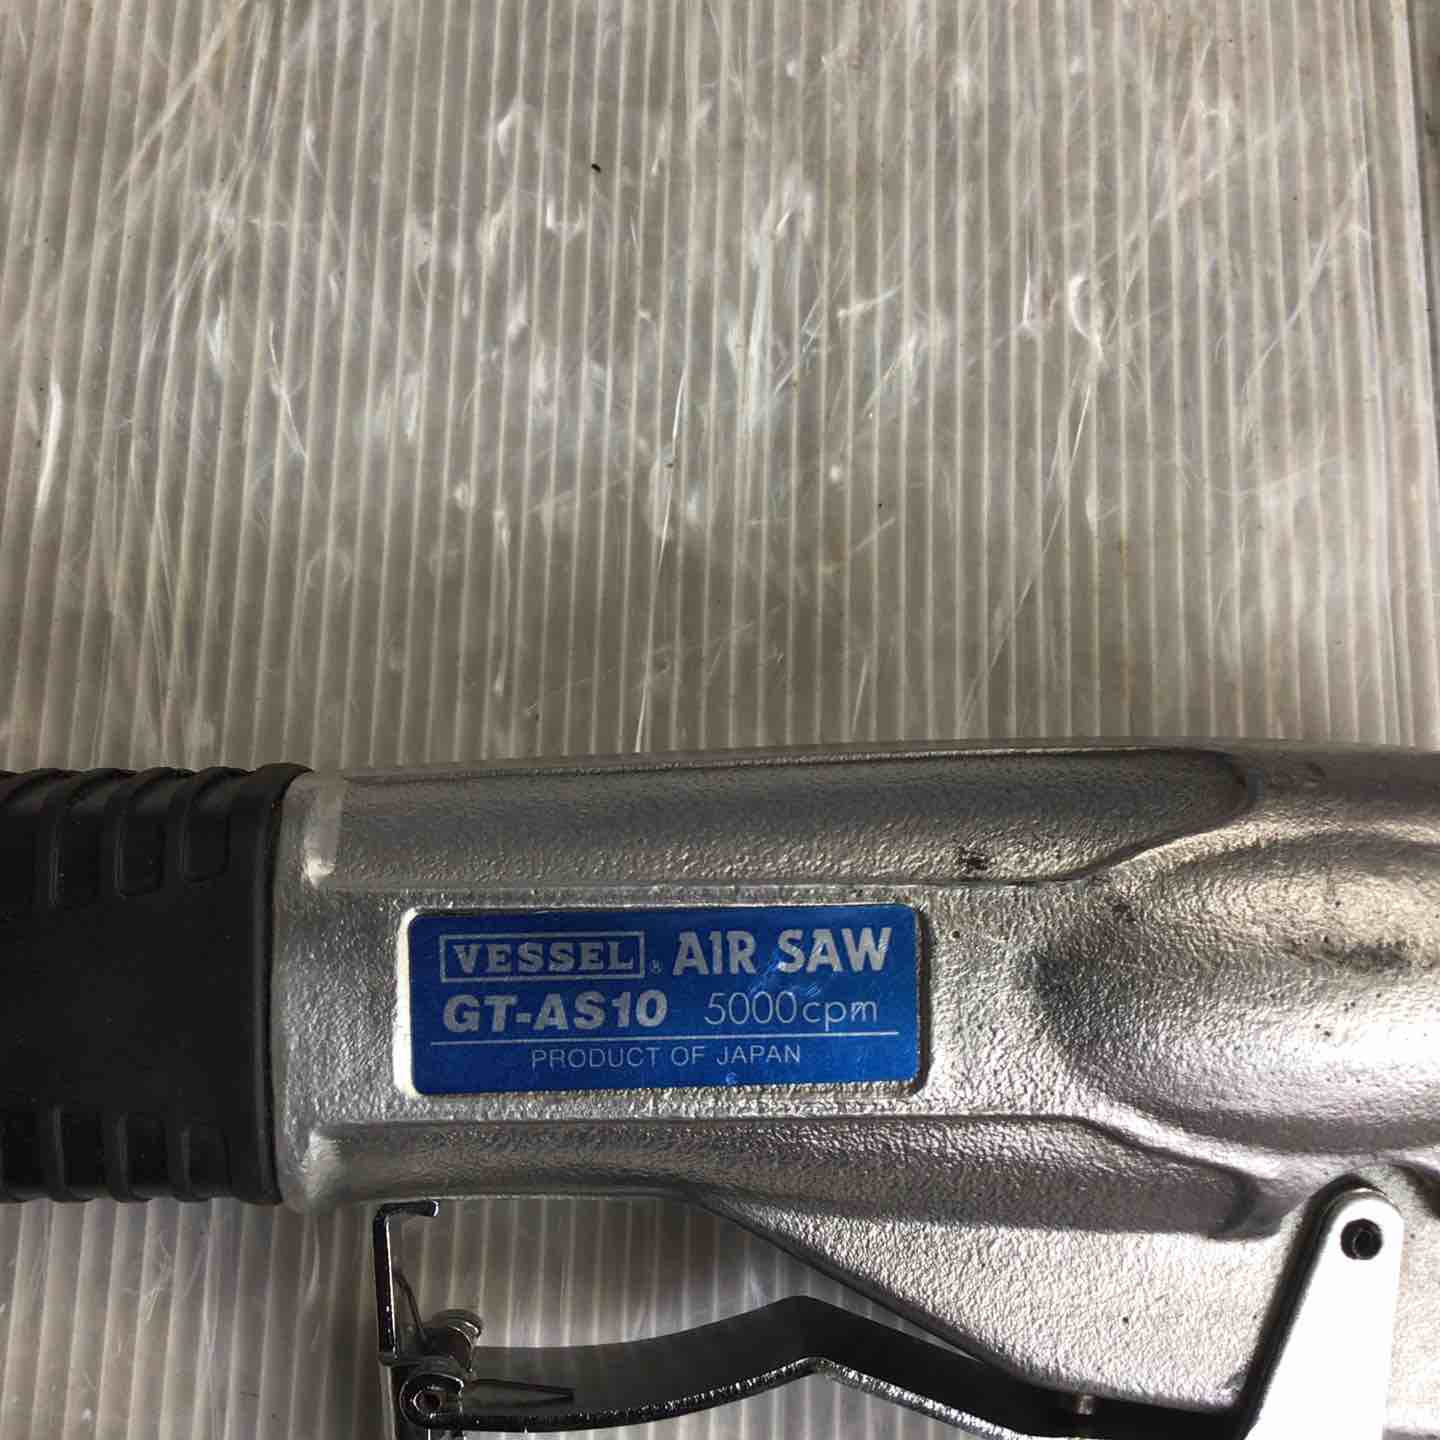 VESSEL® AIR SAW
GT-AS10 5000cpm
PRODUCT OF JAPAN